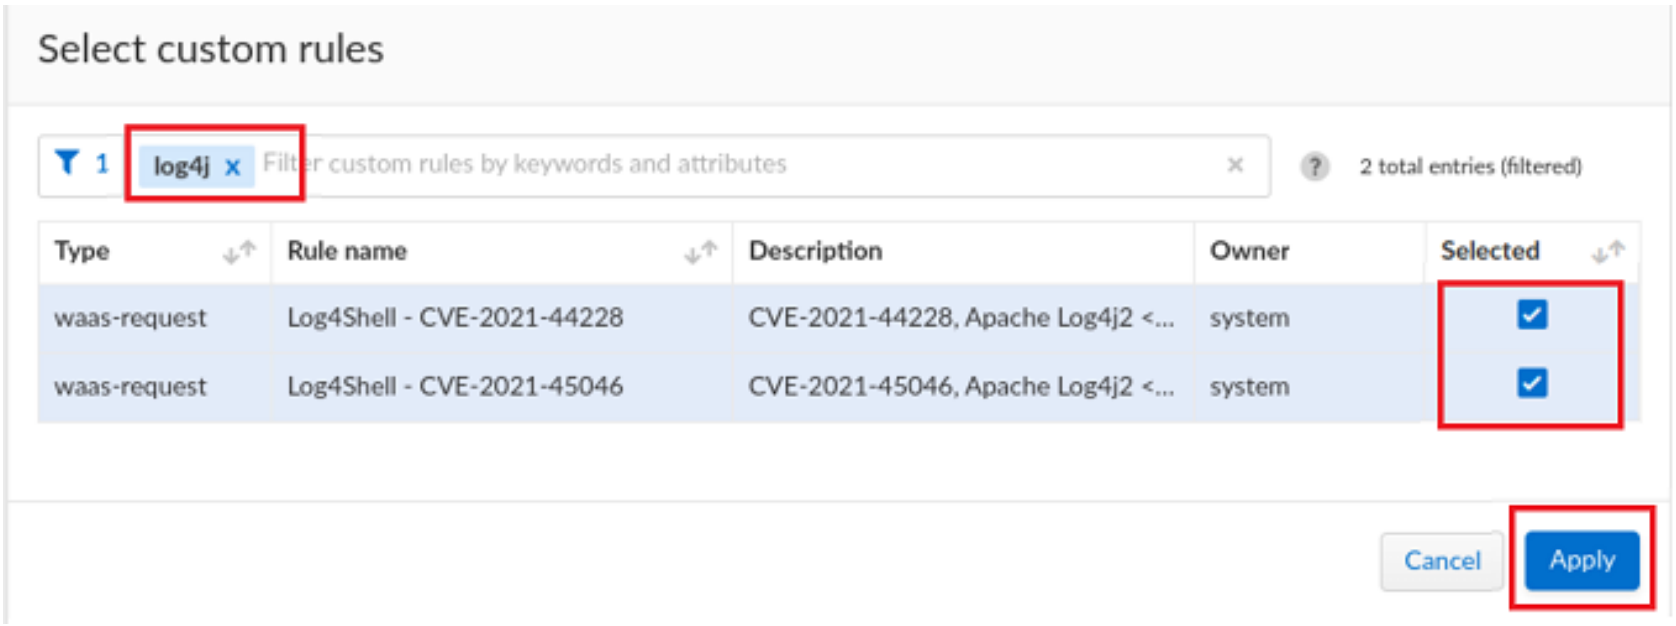 Select custom rules
1 log4j x Filter custom rules by keywords and attributes × ? 2 total entries (filtered)
Type Rule name Description Owner Selected
waas-request Log4Shell - CVE-2021-44228 CVE-2021-44228, Apache Log4j2 <... system
waas-request Log4Shell - CVE-2021-45046 CVE-2021-45046, Apache Log4j2 <... system
Cancel Apply